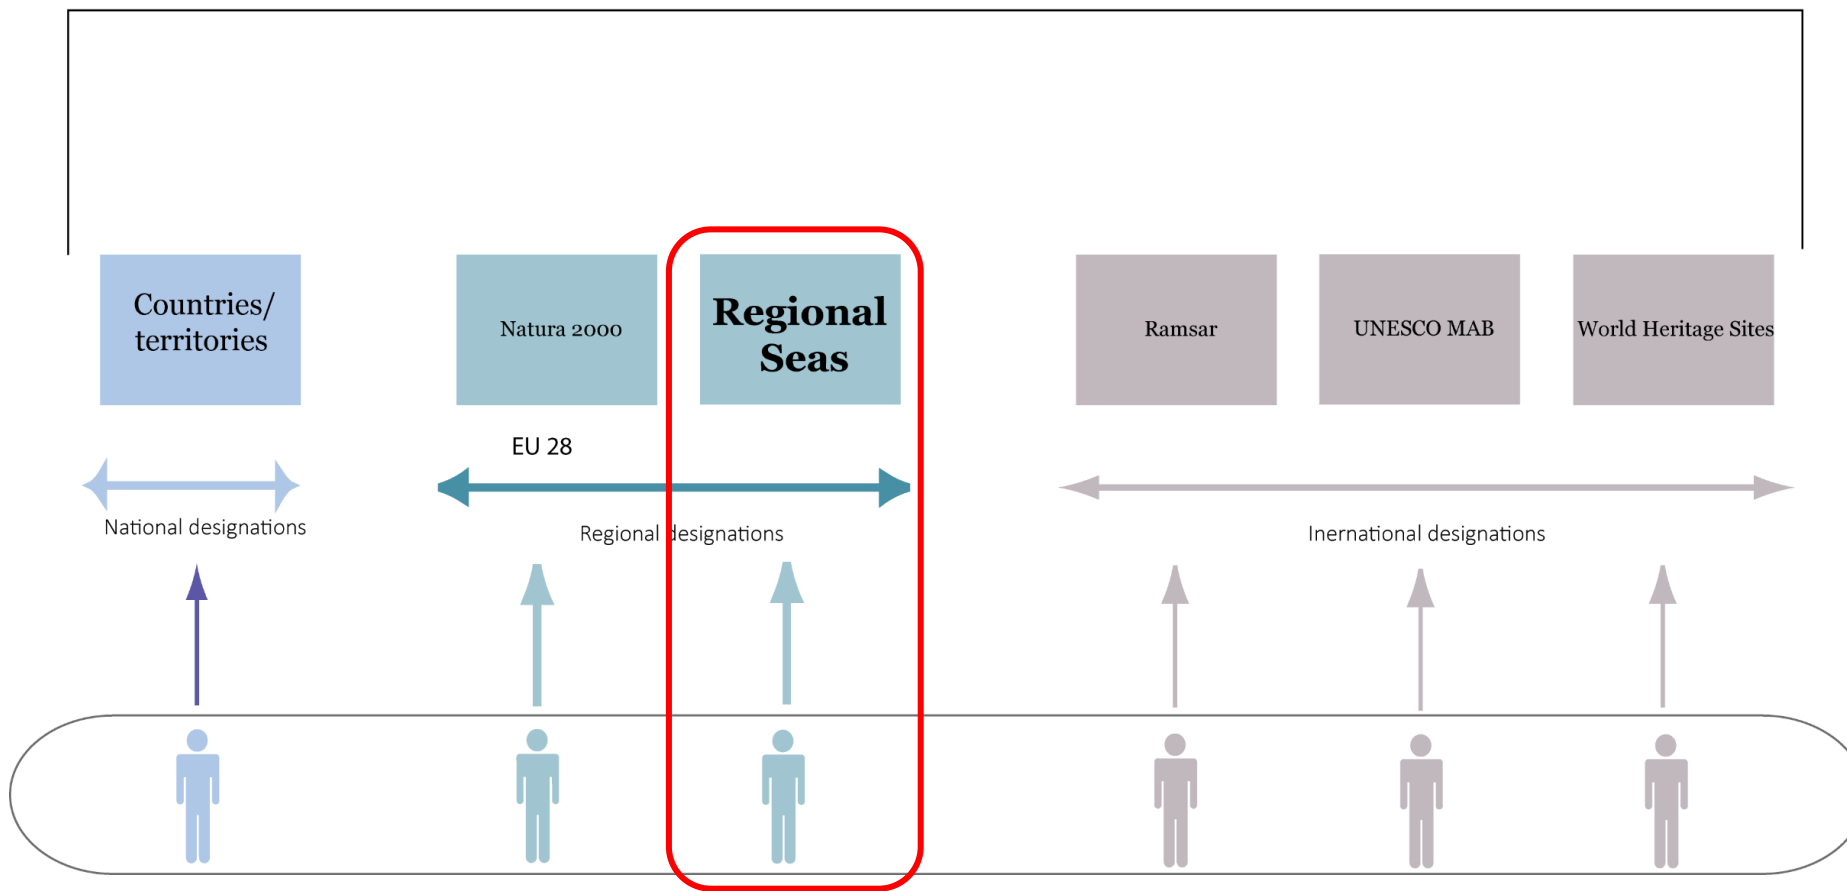 Countries/
territories
Natura 2000
Regional
Seas
Ramsar
UNESCO MAB
World Heritage Sites
EU 28
National designations
Regional designations
Inernational designations